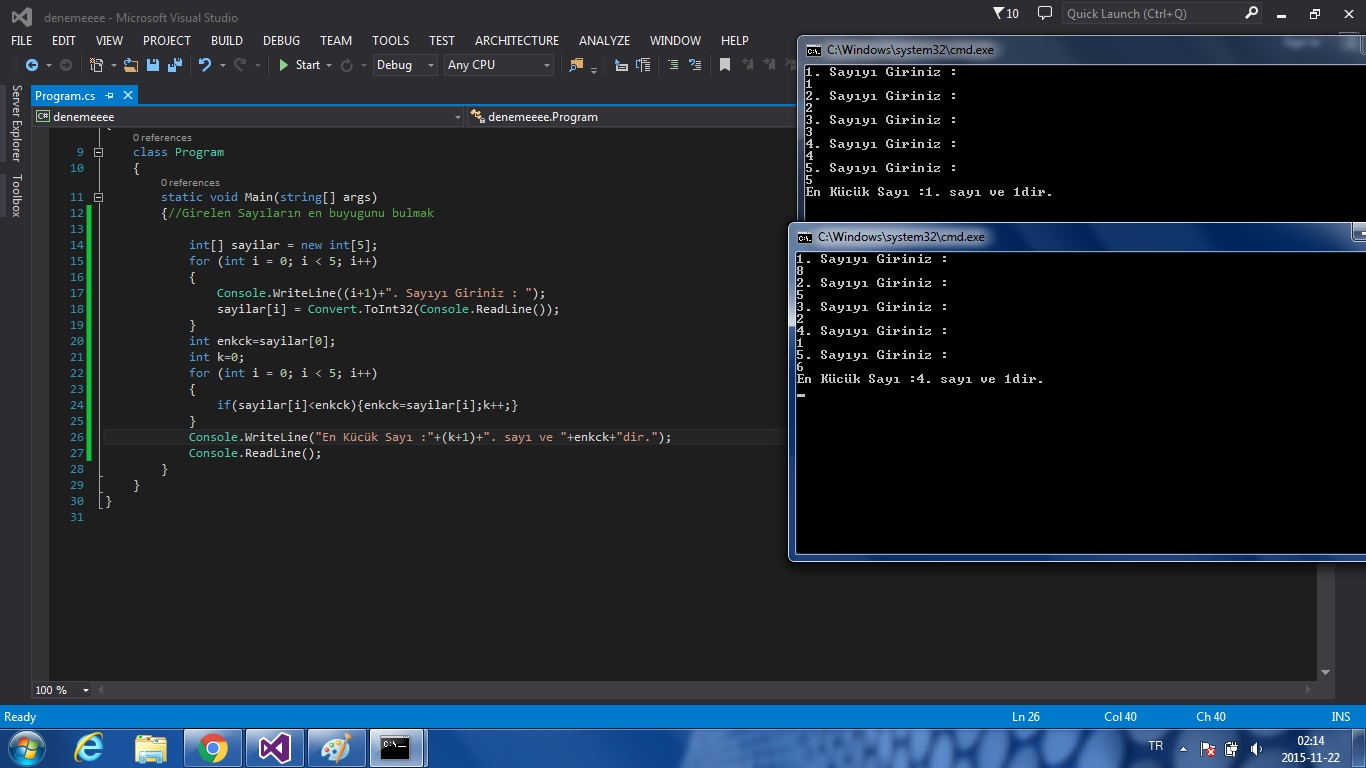 denemeeee - Microsoft Visual Studio
10
Quick Launch (Ctrl+Q)
FILE EDIT VIEW PROJECT BUILD DEBUG TEAM TOOLS TEST ARCHITECTURE ANALYZE WINDOW HELP
Start Debug Any CPU
Server Explorer
Toolbox
Program.cs
denemeeee
denemeeee.Program
0 references
9 class Program
10 {
0 references
11 static void Main(string[] args)
12 {//Girelen Sayıların en buyugunu bulmak
13
14 int[] sayilar = new int[5];
15 for (int i = 0; i < 5; i++)
16 {
17 Console.WriteLine((i+1)+". Sayıyı Giriniz : ");
18 sayilar[i] = Convert.ToInt32(Console.ReadLine());
19 }
20 int enkck=sayilar[0];
21 int k=0;
22 for (int i = 0; i < 5; i++)
23 {
24 if(sayilar[i]<enkck){enkck=sayilar[i];k++;}
25 }
26 Console.WriteLine("En Kücük Sayı :"+(k+1)+". sayı ve "+enkck+"dir.");
27 Console.ReadLine();
28 }
29 }
30 }
31
C:\Windows\system32\cmd.exe
1. Sayıyı Giriniz :
1
2. Sayıyı Giriniz :
2
3. Sayıyı Giriniz :
3
4. Sayıyı Giriniz :
4
5. Sayıyı Giriniz :
5
En Kücük Sayı :1. sayı ve 1dir.
C:\Windows\system32\cmd.exe
1. Sayıyı Giriniz :
8
2. Sayıyı Giriniz :
5
3. Sayıyı Giriniz :
2
4. Sayıyı Giriniz :
1
5. Sayıyı Giriniz :
6
En Kücük Sayı :4. sayı ve 1dir.
100 %
Ready Ln 26 Col 40 Ch 40 INS
TR
02:14
2015-11-22